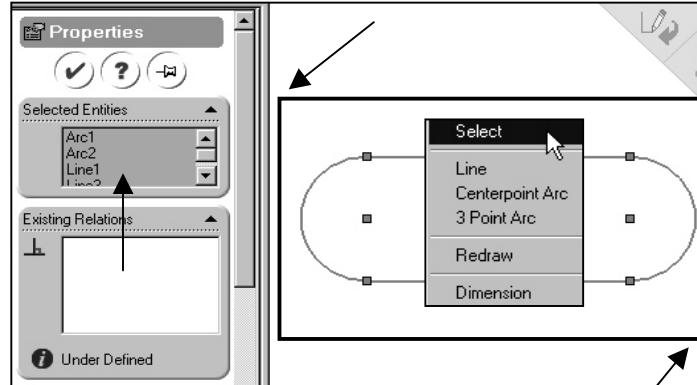 Properties
?
Selected Entities
Arc1
Arc2
Line1
Line2
Existing Relations
Under Defined
Select
Line
Centerpoint Arc
3 Point Arc
Redraw
Dimension